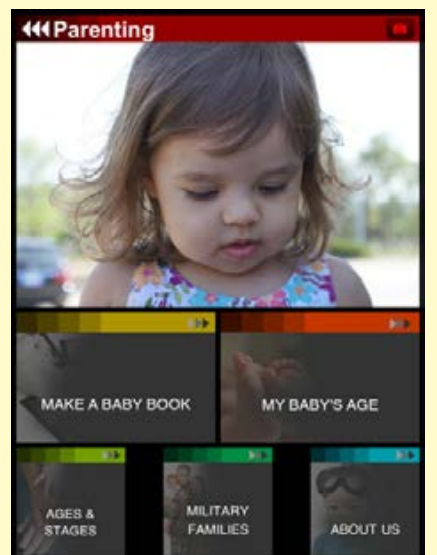 Parenting
MAKE A BABY BOOK
MY BABY'S AGE
AGES &
STAGES
MILITARY
FAMILIES
ABOUT US